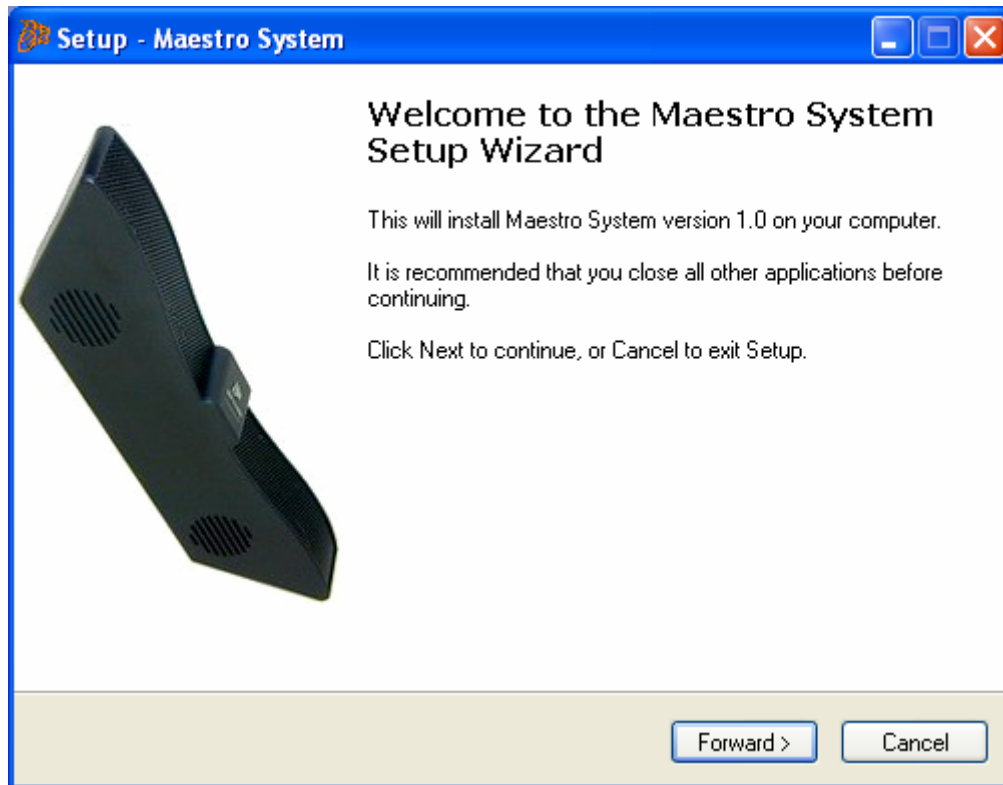 Setup - Maestro System
Welcome to the Maestro System
Setup Wizard
This will install Maestro System version 1.0 on your computer.
It is recommended that you close all other applications before
continuing.
Click Next to continue, or Cancel to exit Setup.
Forward >
Cancel